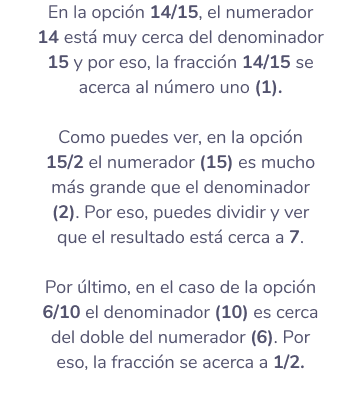 En la opción 14/15, el numerador
14 está muy cerca del denominador
15 y por eso, la fracción 14/15 se
acerca al número uno (1).
Como puedes ver, en la opción
15/2 el numerador (15) es mucho
más grande que el denominador
(2). Por eso, puedes dividir y ver
que el resultado está cerca a 7.
Por último, en el caso de la opción
6/10 el denominador (10) es cerca
del doble del numerador (6). Por
eso, la fracción se acerca a 1/2.